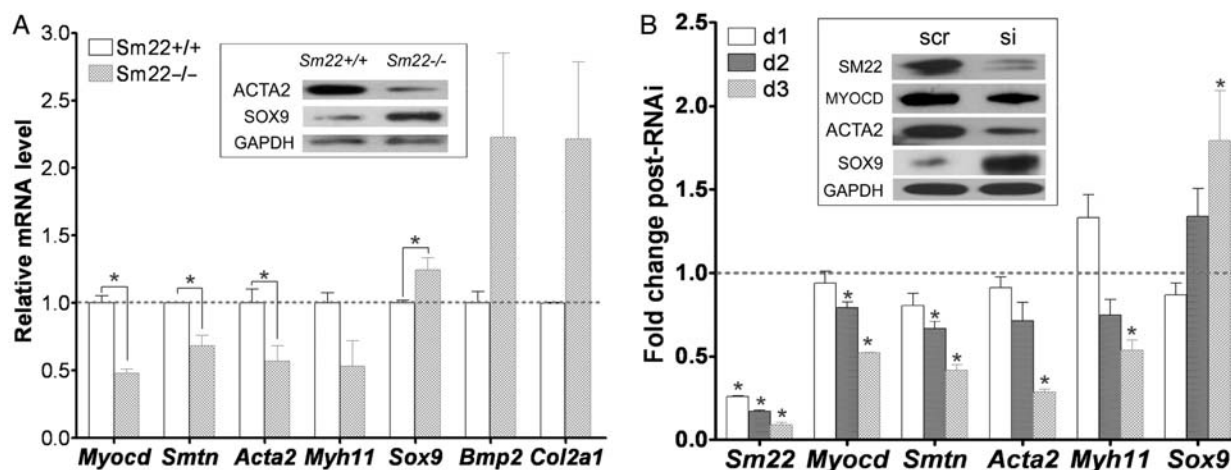 A
Relative mRNA level
3.0
2.5
2.0
1.5
1.0
0.5
0.0
Sm22+/+
Sm22−/−
Sm22+/+ Sm22-/-
ACTA2
SOX9
GAPDH
* * * *
Myocd Smtn Acta2 Myh11 Sox9 Bmp2 Col2a1
B
Fold change post-RNAi
2.5
2.0
1.5
1.0
0.5
0.0
d1
d2
d3
scr si
SM22
MYOCD
ACTA2
SOX9
GAPDH
* * * * * * * * * *
Sm22 Myocd Smtn Acta2 Myh11 Sox9